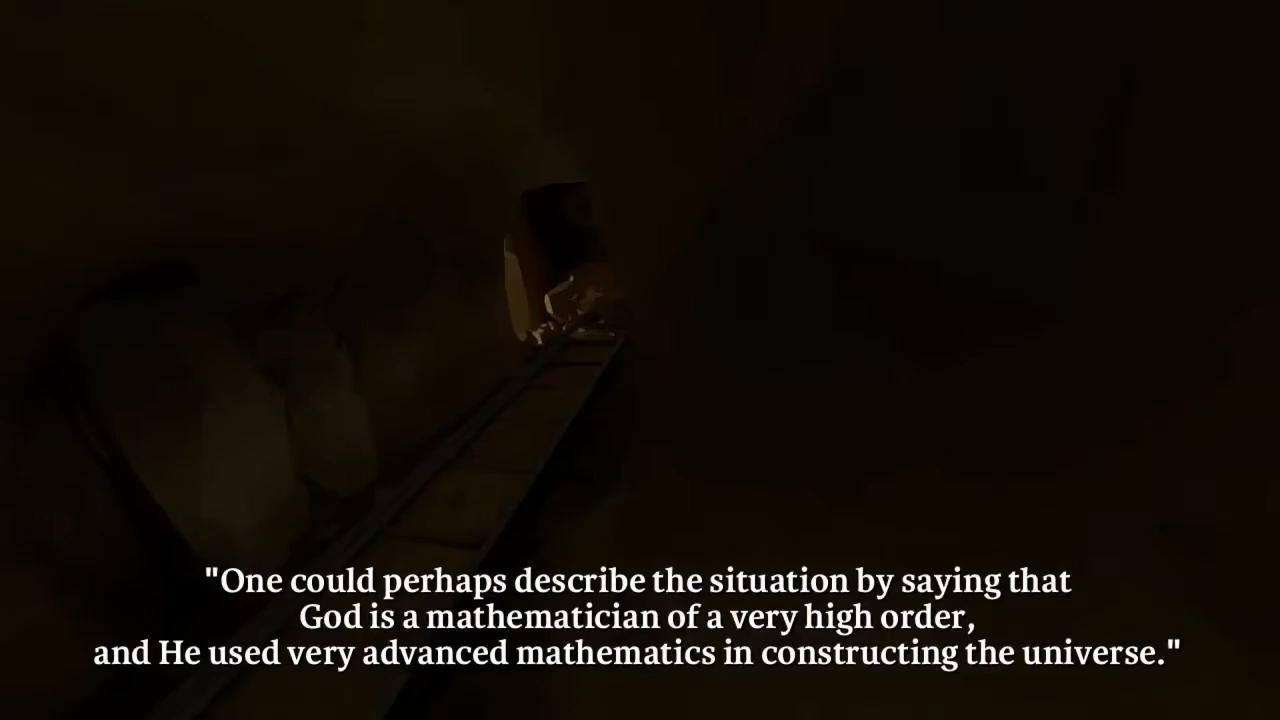 "One could perhaps describe the situation by saying that
God is a mathematician of a very high order,
and He used very advanced mathematics in constructing the universe."